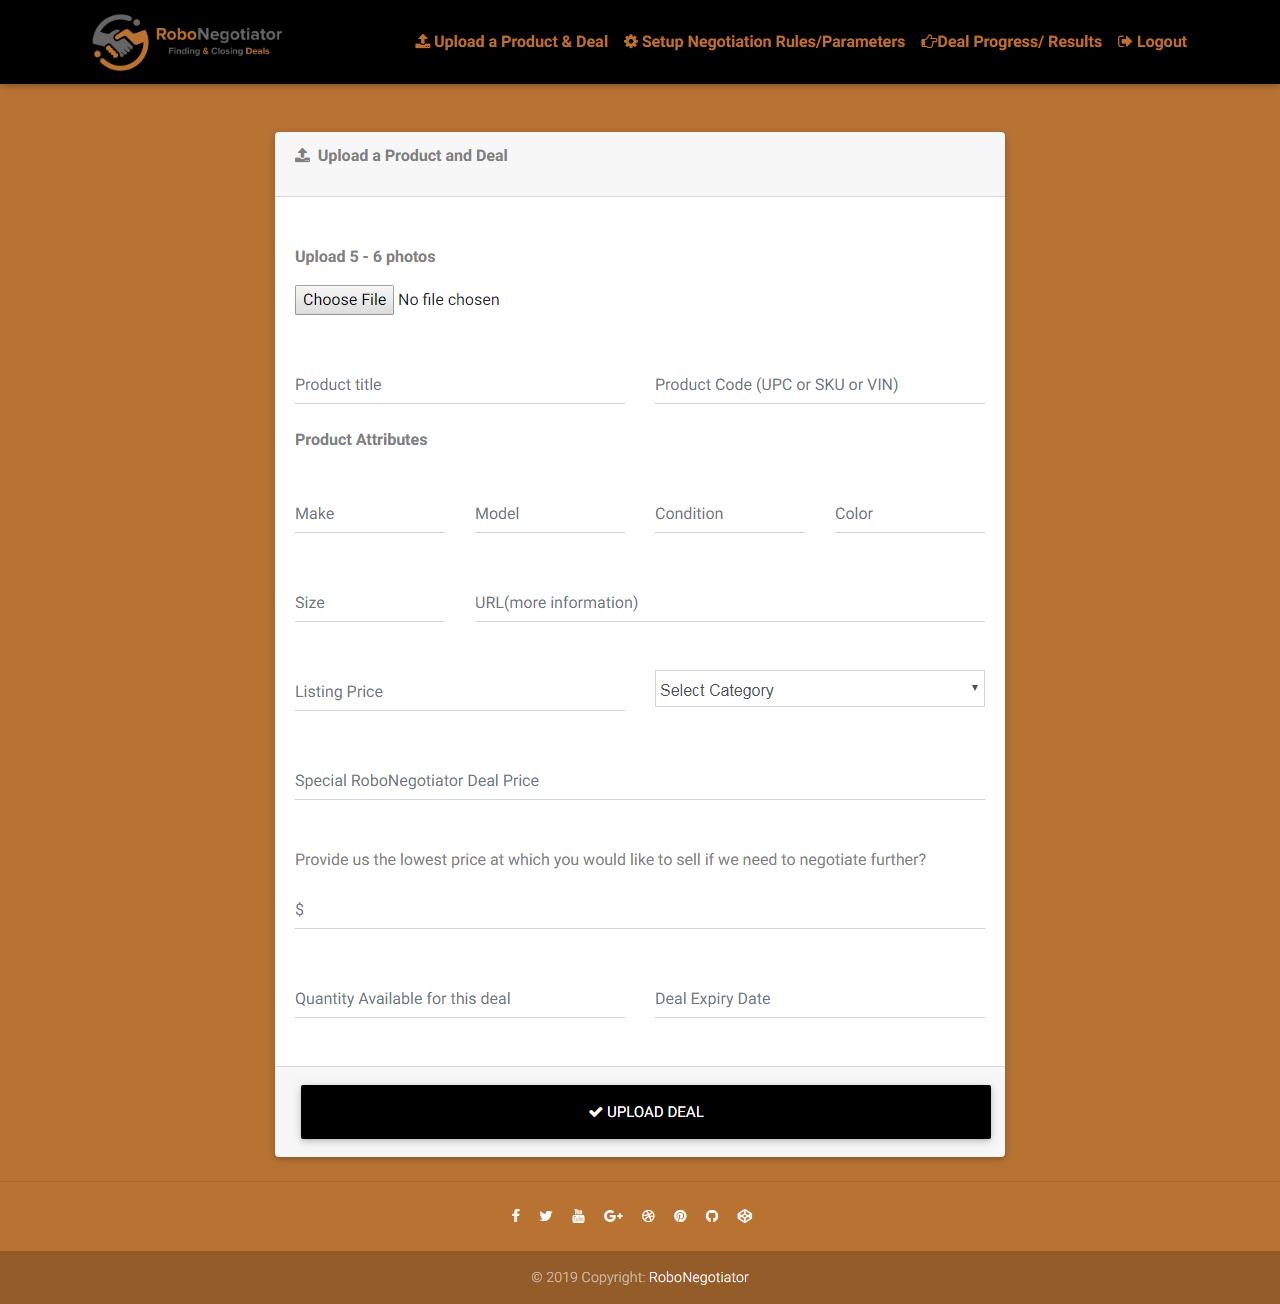 RoboNegotiator
Finding & Closing Deals
Upload a Product & Deal
Setup Negotiation Rules/Parameters
Deal Progress/ Results
Logout
Upload a Product and Deal
Upload 5 - 6 photos
Choose File No file chosen
Product title
Product Code (UPC or SKU or VIN)
Product Attributes
Make
Model
Condition
Color
Size
URL(more information)
Listing Price
Select Category
Special RoboNegotiator Deal Price
Provide us the lowest price at which you would like to sell if we need to negotiate further?
$
Quantity Available for this deal
Deal Expiry Date
UPLOAD DEAL
© 2019 Copyright: RoboNegotiator